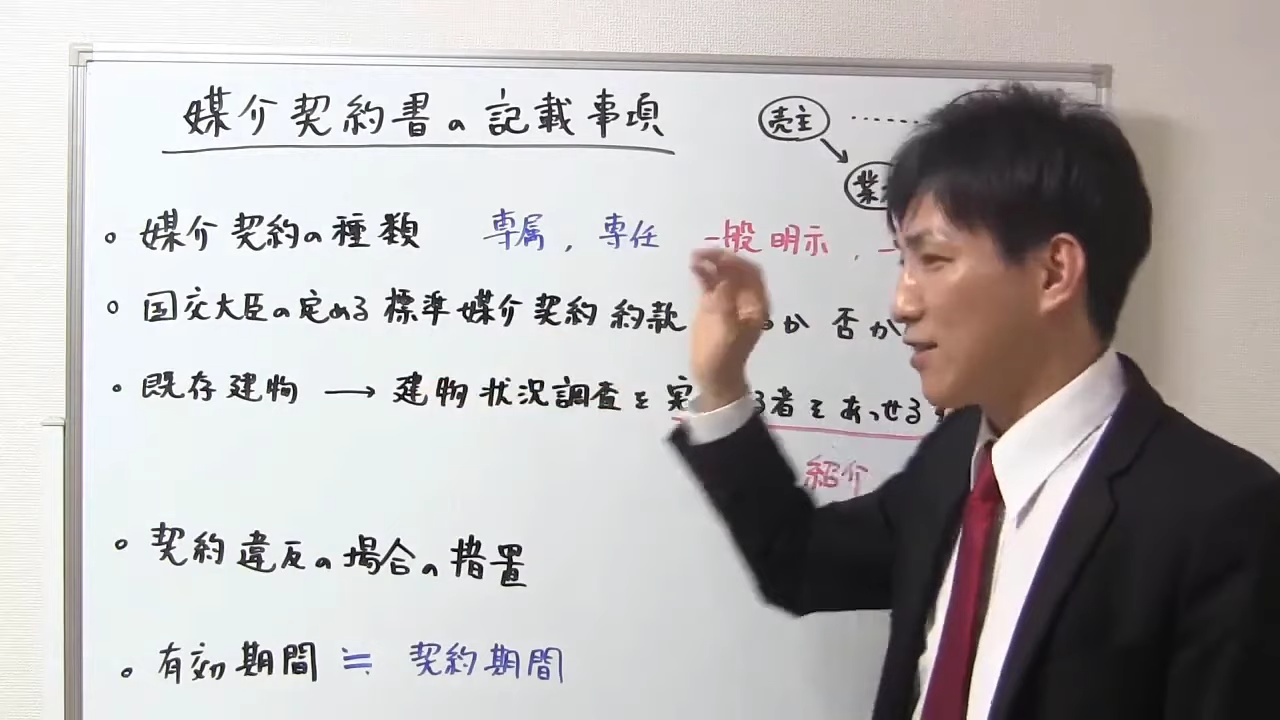 媒介契約書の記載事項
売主
業
。媒介契約の種類 専属, 専任 一般明示, 一
。国交大臣の定める標準媒介契約約款 るか否か
。既存建物 → 建物状況調査を実 る者をあっせる
紹介
。契約違反の場合の措置
。有効期間 ≒ 契約期間